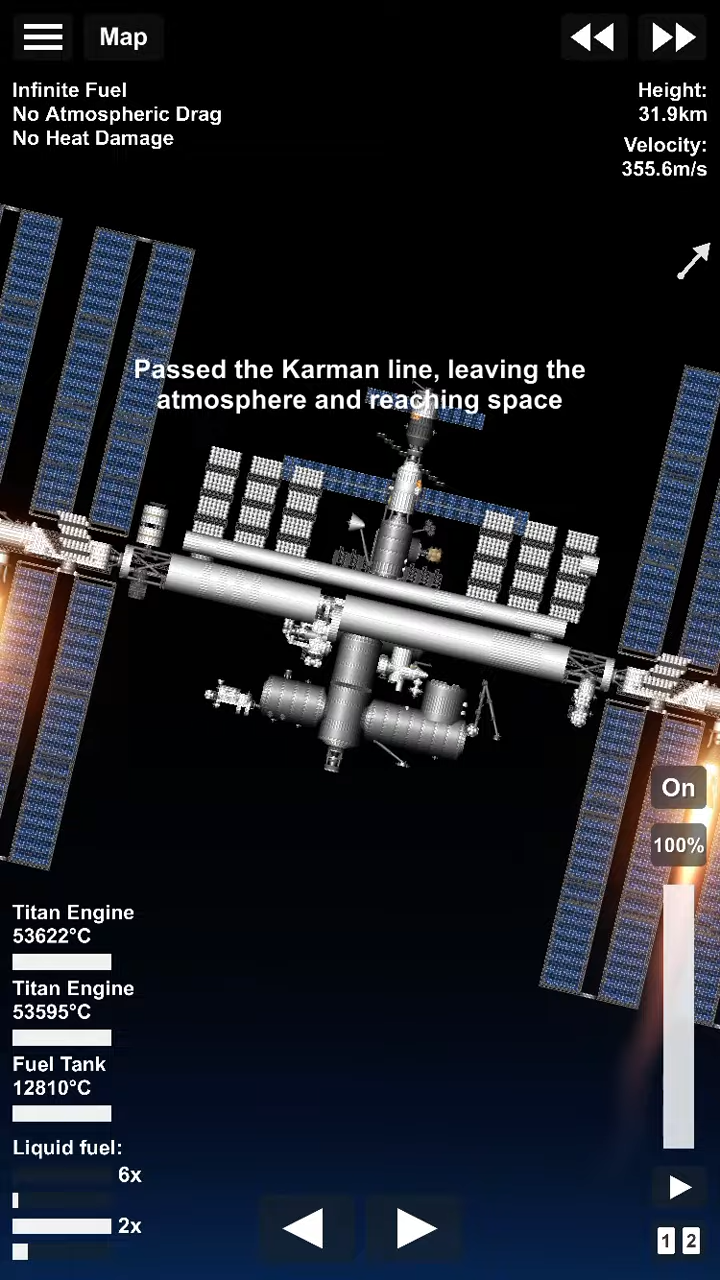 Map
Infinite Fuel
No Atmospheric Drag
No Heat Damage
Height:
31.9km
Velocity:
355.6m/s
Passed the Karman line, leaving the
atmosphere and reaching space
On
100%
Titan Engine
53622°C
Titan Engine
53595°C
Fuel Tank
12810°C
Liquid fuel:
6x
2x
1 2